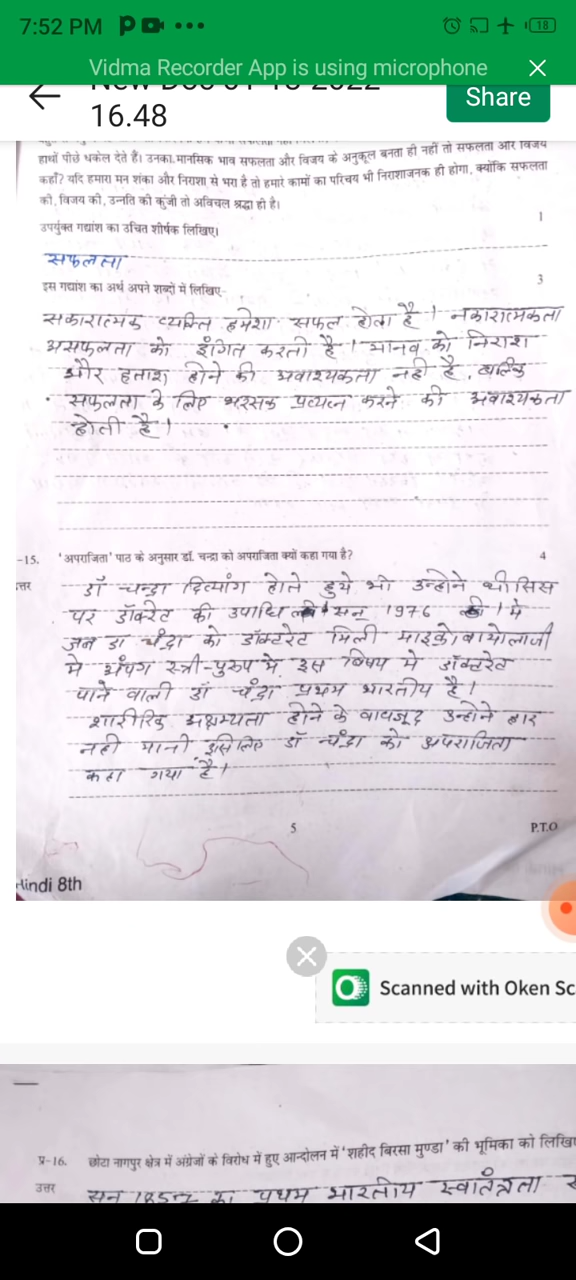 7:52 PM
18
Vidma Recorder App is using microphone
16.48
Share
हाथों पीछे धकेल देते हैं। उनका मानसिक भाव सफलता और विजय के अनुकूल बनता ही नहीं तो सफलता और विजय
कहाँ? यदि हमारा मन शंका और निराशा से भरा है तो हमारे कामों का परिचय भी निराशाजनक ही होगा, क्योंकि सफलता
की, विजय की, उन्नति की कुंजी तो अविचल श्रद्धा ही है।
उपर्युक्त गद्यांश का उचित शीर्षक लिखिए। 1
सफलता
इस गद्यांश का अर्थ अपने शब्दों में लिखिए- 3
सकारात्मक व्यक्ति हमेशा सफल होता है। नकारात्मकता
असफलता को इंगित करती है। मानव को निराश
और हताश होने की अवाश्यकता नही है, बल्कि
सफलता के लिए भरसक प्रयत्न करने की अवाश्यकता
होती है।
-15. 'अपराजिता' पाठ के अनुसार डॉ. चन्द्रा को अपराजिता क्यों कहा गया है? 4
त्तर डॉ चन्द्रा दिव्यांग होते हुये भी उन्होने थीसिस
पर डॉक्रेट की उपाधि ली सन् 1976 मे
जब डा चंद्रा को डॉक्टरेट मिली माइक्रोबायोलाजी
मे अपंग स्त्री-पुरुष मे इस विषय मे डॉक्टरेट
पाने वाली डॉ चंद्रा प्रथम भारतीय है।
शारीरिक अक्षम्यता होने के वावजूद उन्होने हार
नही मानी इसिलिए डॉ चंद्रा को अपराजिता
कहा गया है।
5
P.T.O
Hindi 8th
Scanned with Oken Sc
प्र-16. छोटा नागपुर क्षेत्र में अंग्रेजों के विरोध में हुए आन्दोलन में 'शहीद बिरसा मुण्डा' की भूमिका को लिखि
उत्तर सन 1857 का प्रथम भारतीय स्वातंत्रता